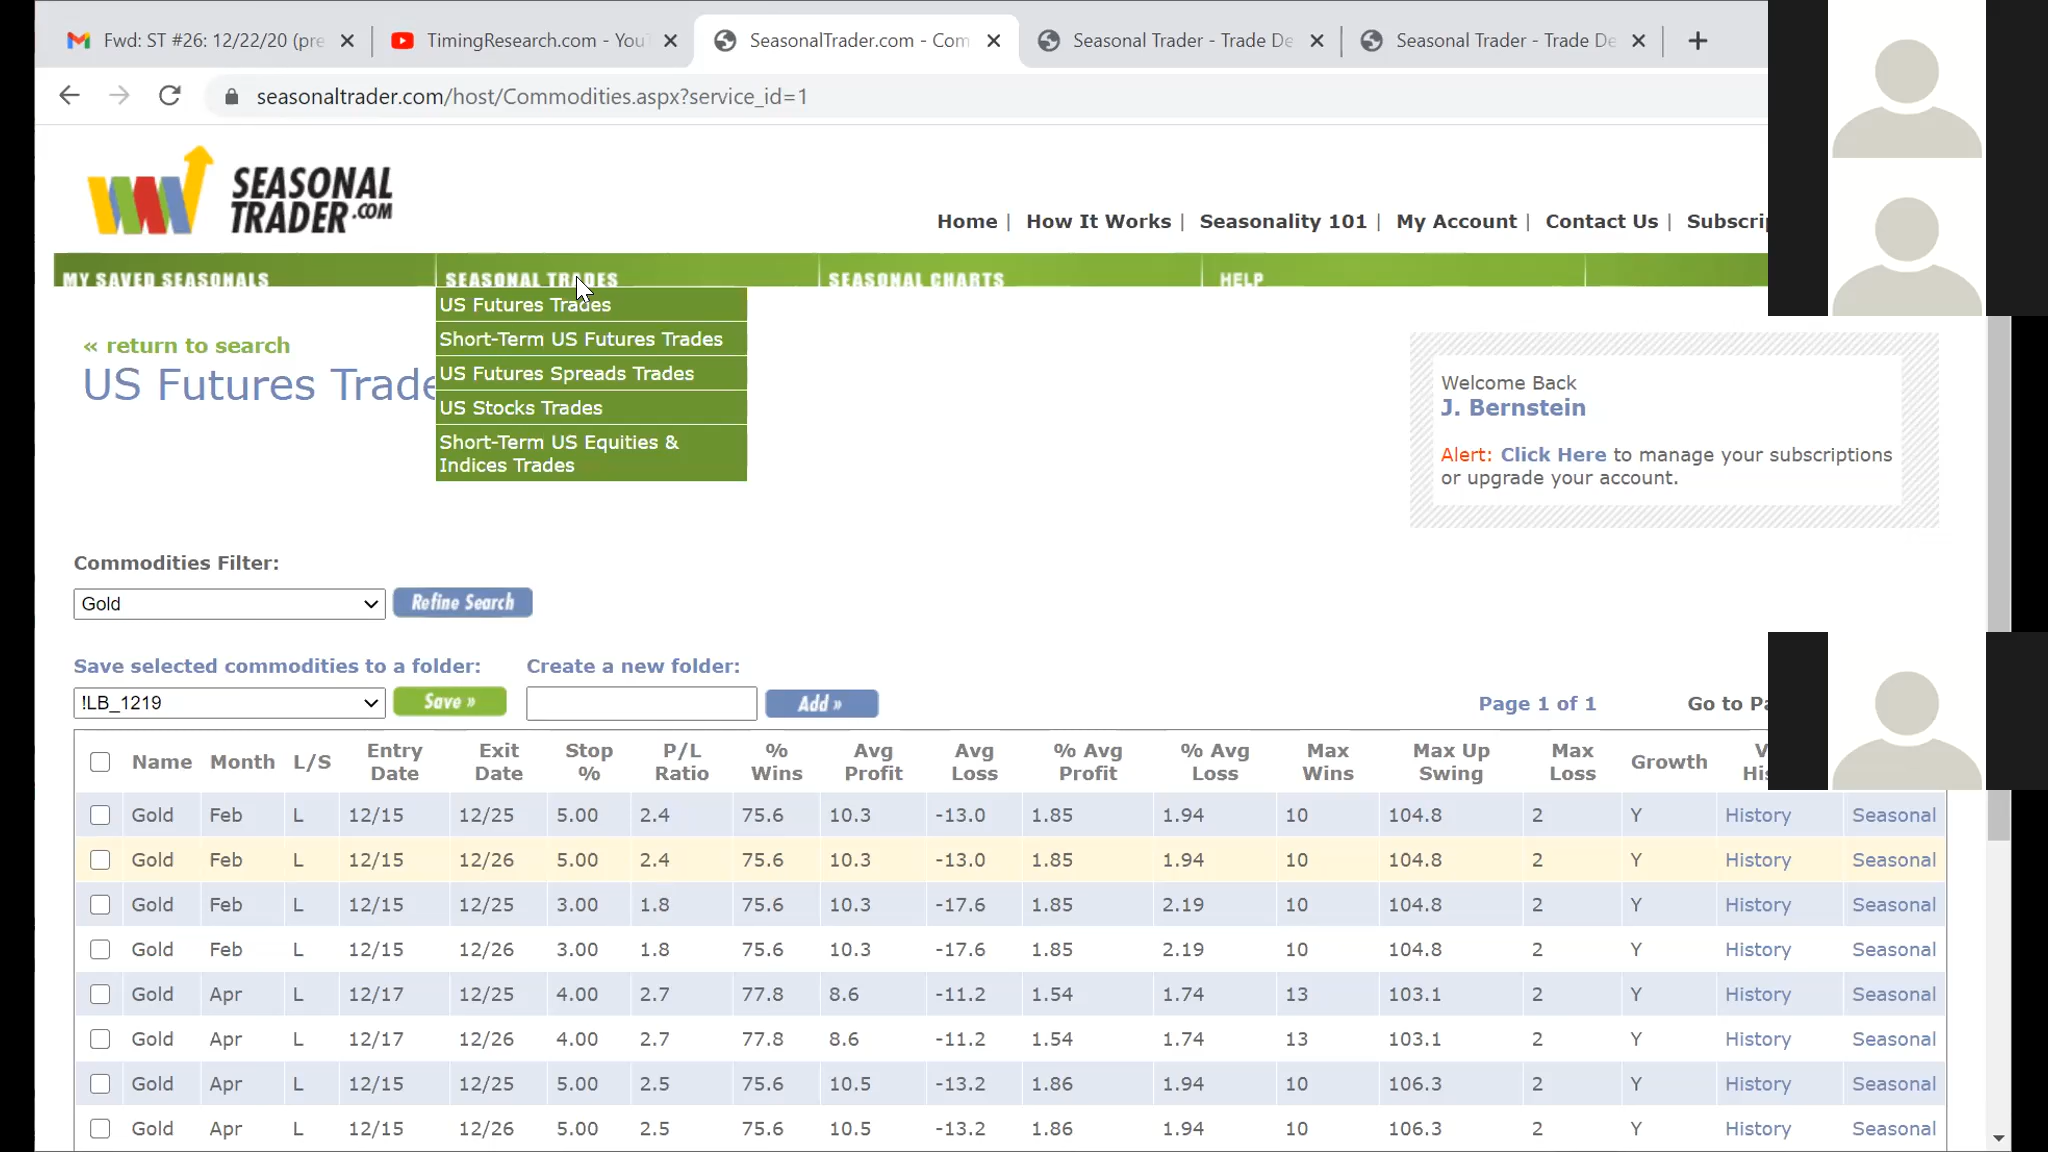 Fwd: ST #26: 12/22/20 (pre
TimingResearch.com - You
SeasonalTrader.com - Com
Seasonal Trader - Trade De
Seasonal Trader - Trade De
seasonaltrader.com/host/Commodities.aspx?service_id=1
SEASONAL
TRADER.COM
Home | How It Works | Seasonality 101 | My Account | Contact Us | Subscrip
MY SAVED SEASONALS SEASONAL TRADES SEASONAL CHARTS HELP
US Futures Trades
Short-Term US Futures Trades
US Futures Spreads Trades
US Stocks Trades
Short-Term US Equities &
Indices Trades
« return to search
US Futures Trade
Welcome Back
J. Bernstein
Alert: Click Here to manage your subscriptions
or upgrade your account.
Commodities Filter:
Gold
Refine Search
Save selected commodities to a folder: Create a new folder:
!LB_1219 Save » Add » Page 1 of 1 Go to Pa
Name Month L/S Entry Date Exit Date Stop % P/L Ratio % Wins Avg Profit Avg Loss % Avg Profit % Avg Loss Max Wins Max Up Swing Max Loss Growth V His
Gold Feb L 12/15 12/25 5.00 2.4 75.6 10.3 -13.0 1.85 1.94 10 104.8 2 Y History Seasonal
Gold Feb L 12/15 12/26 5.00 2.4 75.6 10.3 -13.0 1.85 1.94 10 104.8 2 Y History Seasonal
Gold Feb L 12/15 12/25 3.00 1.8 75.6 10.3 -17.6 1.85 2.19 10 104.8 2 Y History Seasonal
Gold Feb L 12/15 12/26 3.00 1.8 75.6 10.3 -17.6 1.85 2.19 10 104.8 2 Y History Seasonal
Gold Apr L 12/17 12/25 4.00 2.7 77.8 8.6 -11.2 1.54 1.74 13 103.1 2 Y History Seasonal
Gold Apr L 12/17 12/26 4.00 2.7 77.8 8.6 -11.2 1.54 1.74 13 103.1 2 Y History Seasonal
Gold Apr L 12/15 12/25 5.00 2.5 75.6 10.5 -13.2 1.86 1.94 10 106.3 2 Y History Seasonal
Gold Apr L 12/15 12/26 5.00 2.5 75.6 10.5 -13.2 1.86 1.94 10 106.3 2 Y History Seasonal